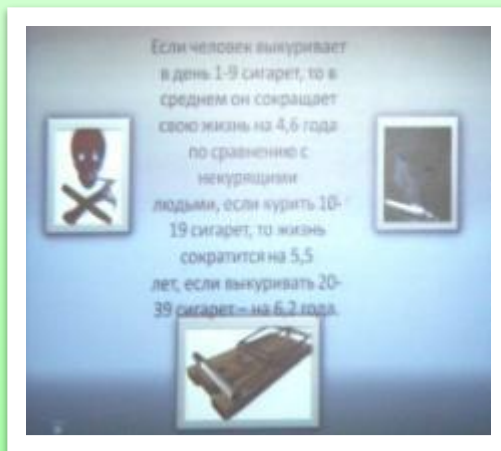 Если человек выкуривает
в день 1-9 сигарет, то в
среднем он сокращает
свою жизнь на 4,6 года
по сравнению с
некурящими
людьми, если курить 10-
19 сигарет, то жизнь
сократится на 5,5
лет, если выкуривать 20-
39 сигарет – на 6,2 года.